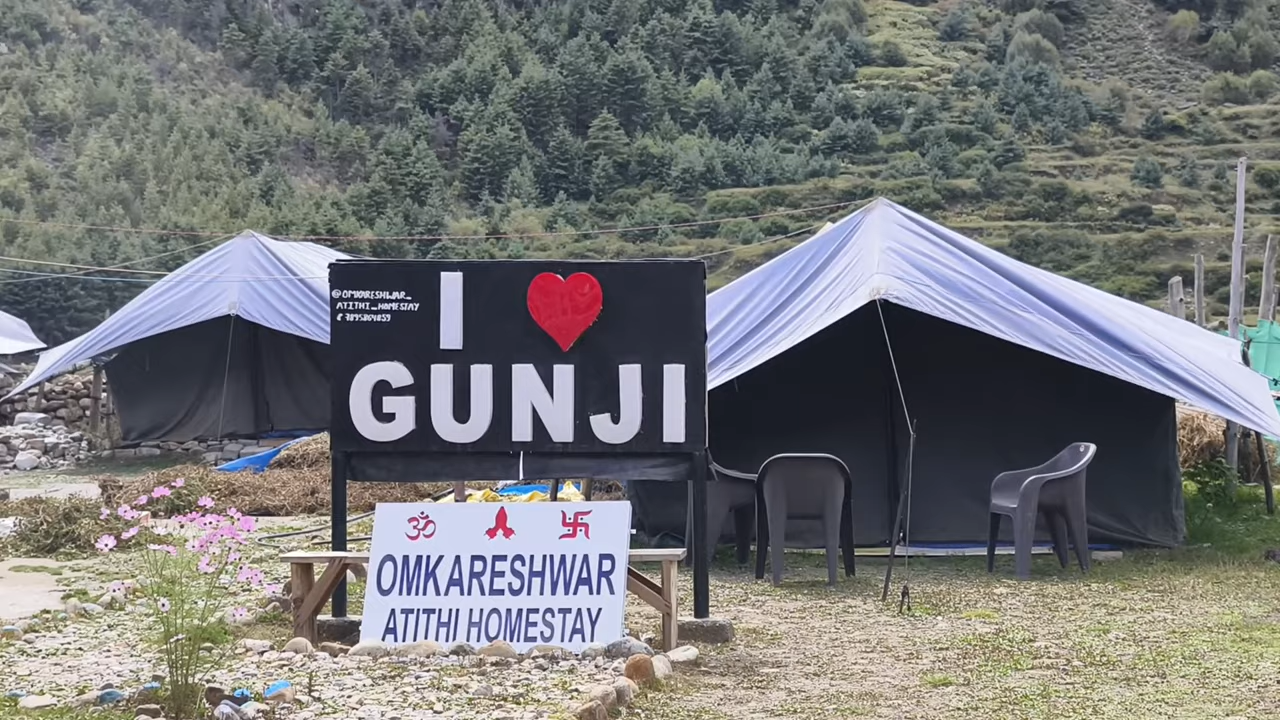 @OMKARESHWAR_
ATITHI_HOMESTAY
I ❤
GUNJI
ॐ
OMKARESHWAR
ATITHI HOMESTAY